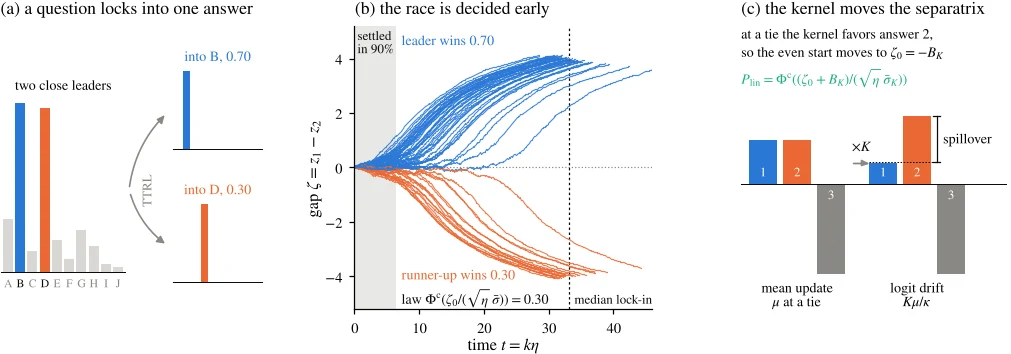 (a) a question locks into one answer
two close leaders
A B C D E F G H I J
TTRL
into B, 0.70
into D, 0.30
(b) the race is decided early
settled
in 90%
leader wins 0.70
runner-up wins 0.30
law Φᶜ(ζ₀/(√η σ̄)) = 0.30
median lock-in
gap ζ = z₁ − z₂
4
2
0
−2
−4
0 10 20 30 40
time t = kη
(c) the kernel moves the separatrix
at a tie the kernel favors answer 2,
so the even start moves to ζ₀ = −B_K
P_lin = Φᶜ((ζ₀ + B_K)/(√η σ̄_K))
×K
spillover
1 2 3
1 2 3
mean update
μ at a tie
logit drift
Kμ/κ